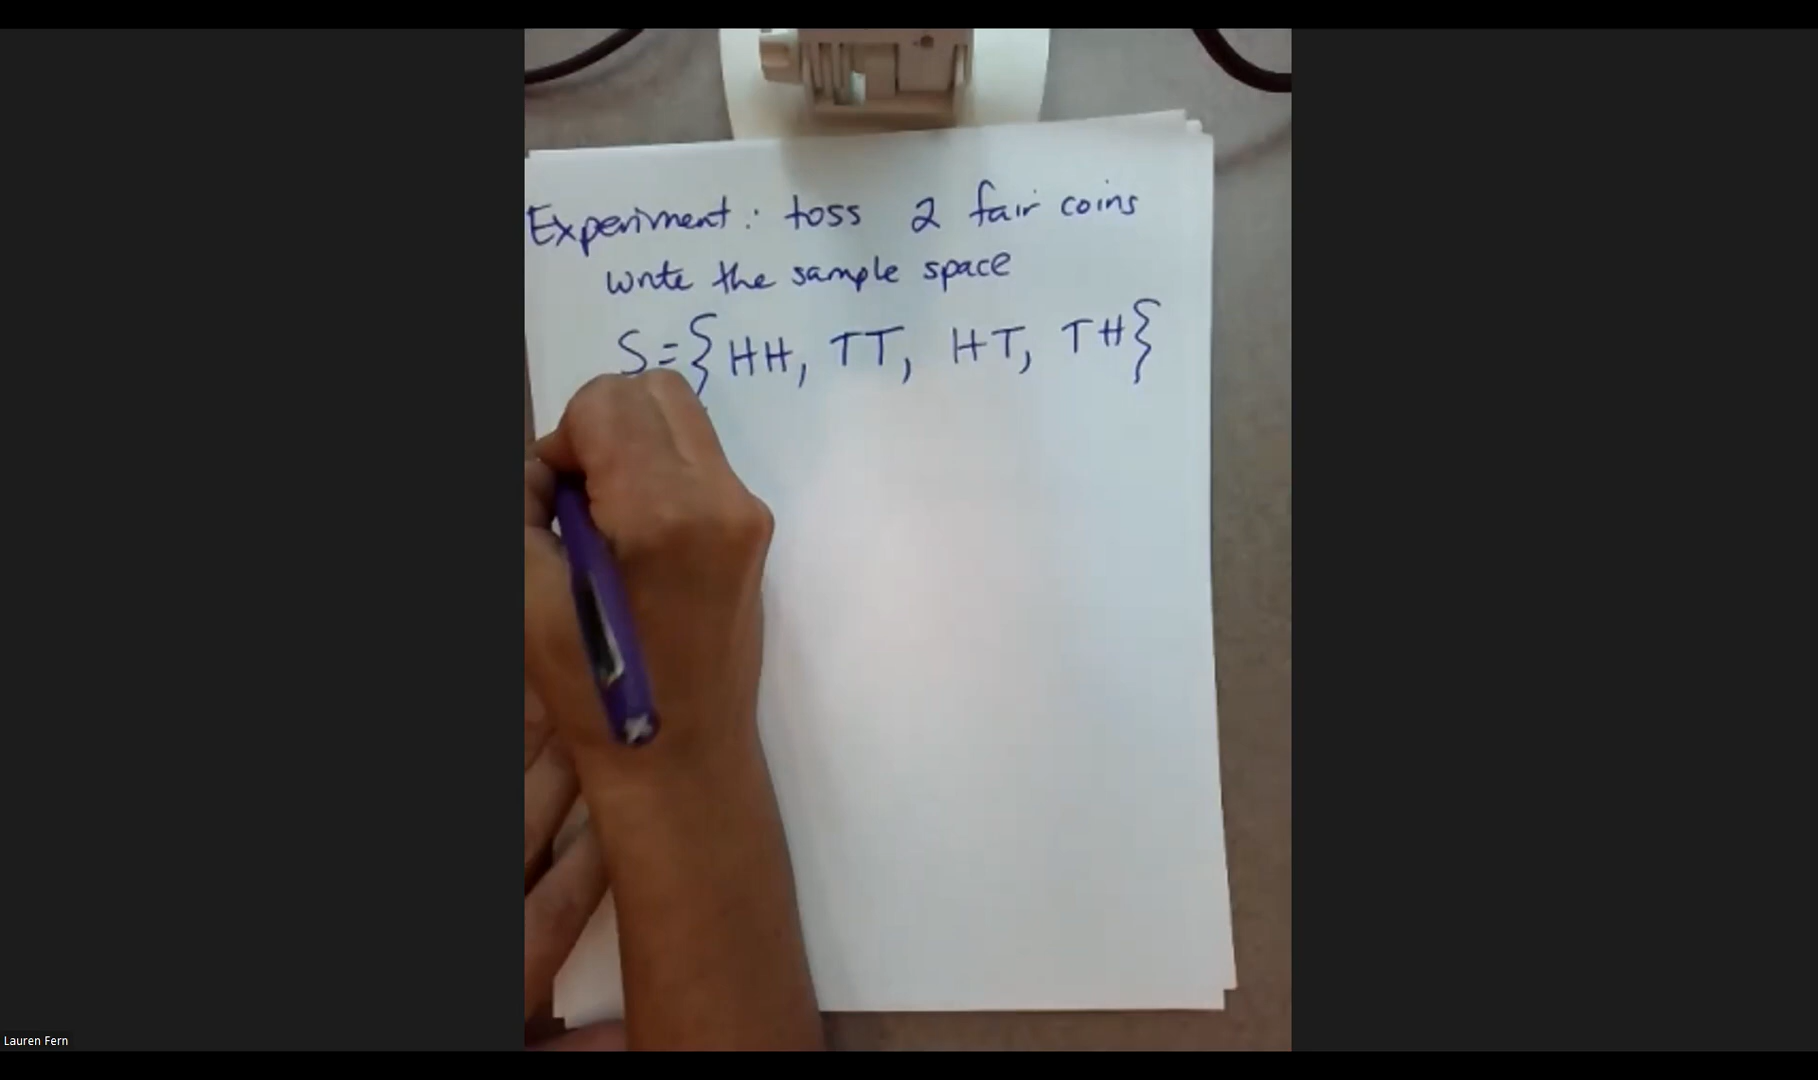 Experiment: toss 2 fair coins
write the sample space
S={HH, TT, HT, TH}
Lauren Fern